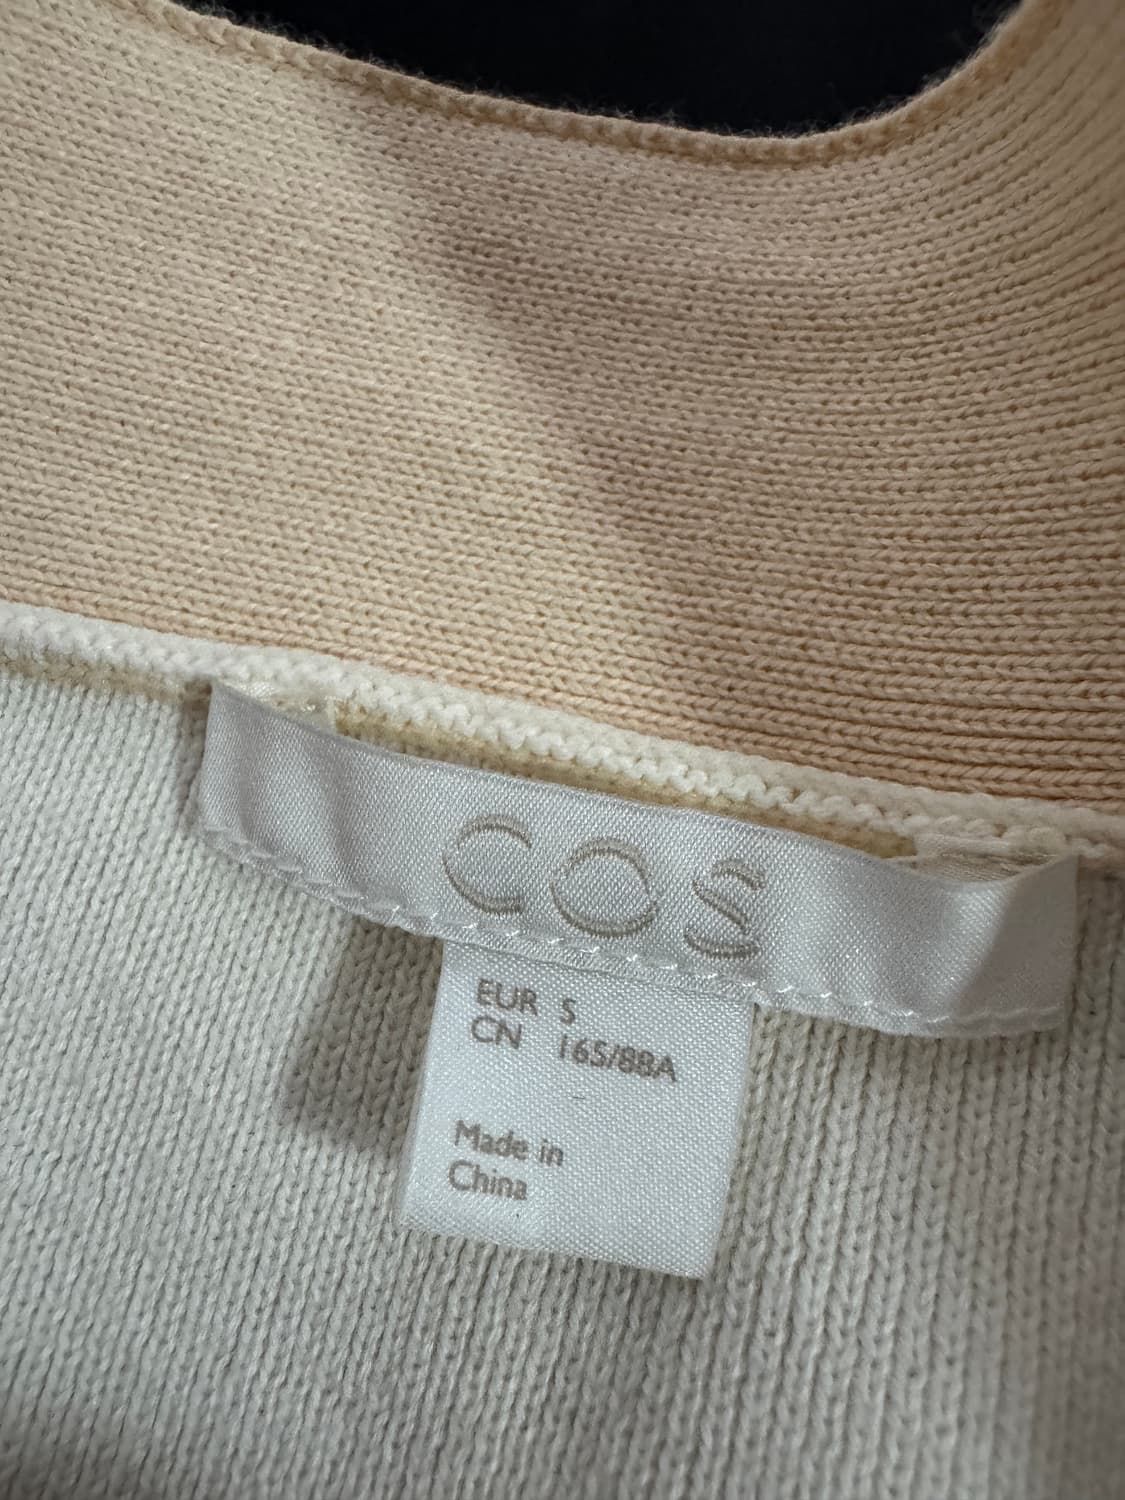 COS
EUR S
CN 165/88A
Made in
China